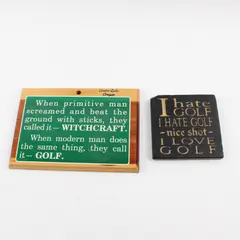 When primitive man
screamed and beat the
ground with sticks, they
called it— WITCHCRAFT.
When modern man does
the same thing, they call
it— GOLF.
I hate
GOLF
I HATE GOLF
-nice shot-
I LOVE
GOLF